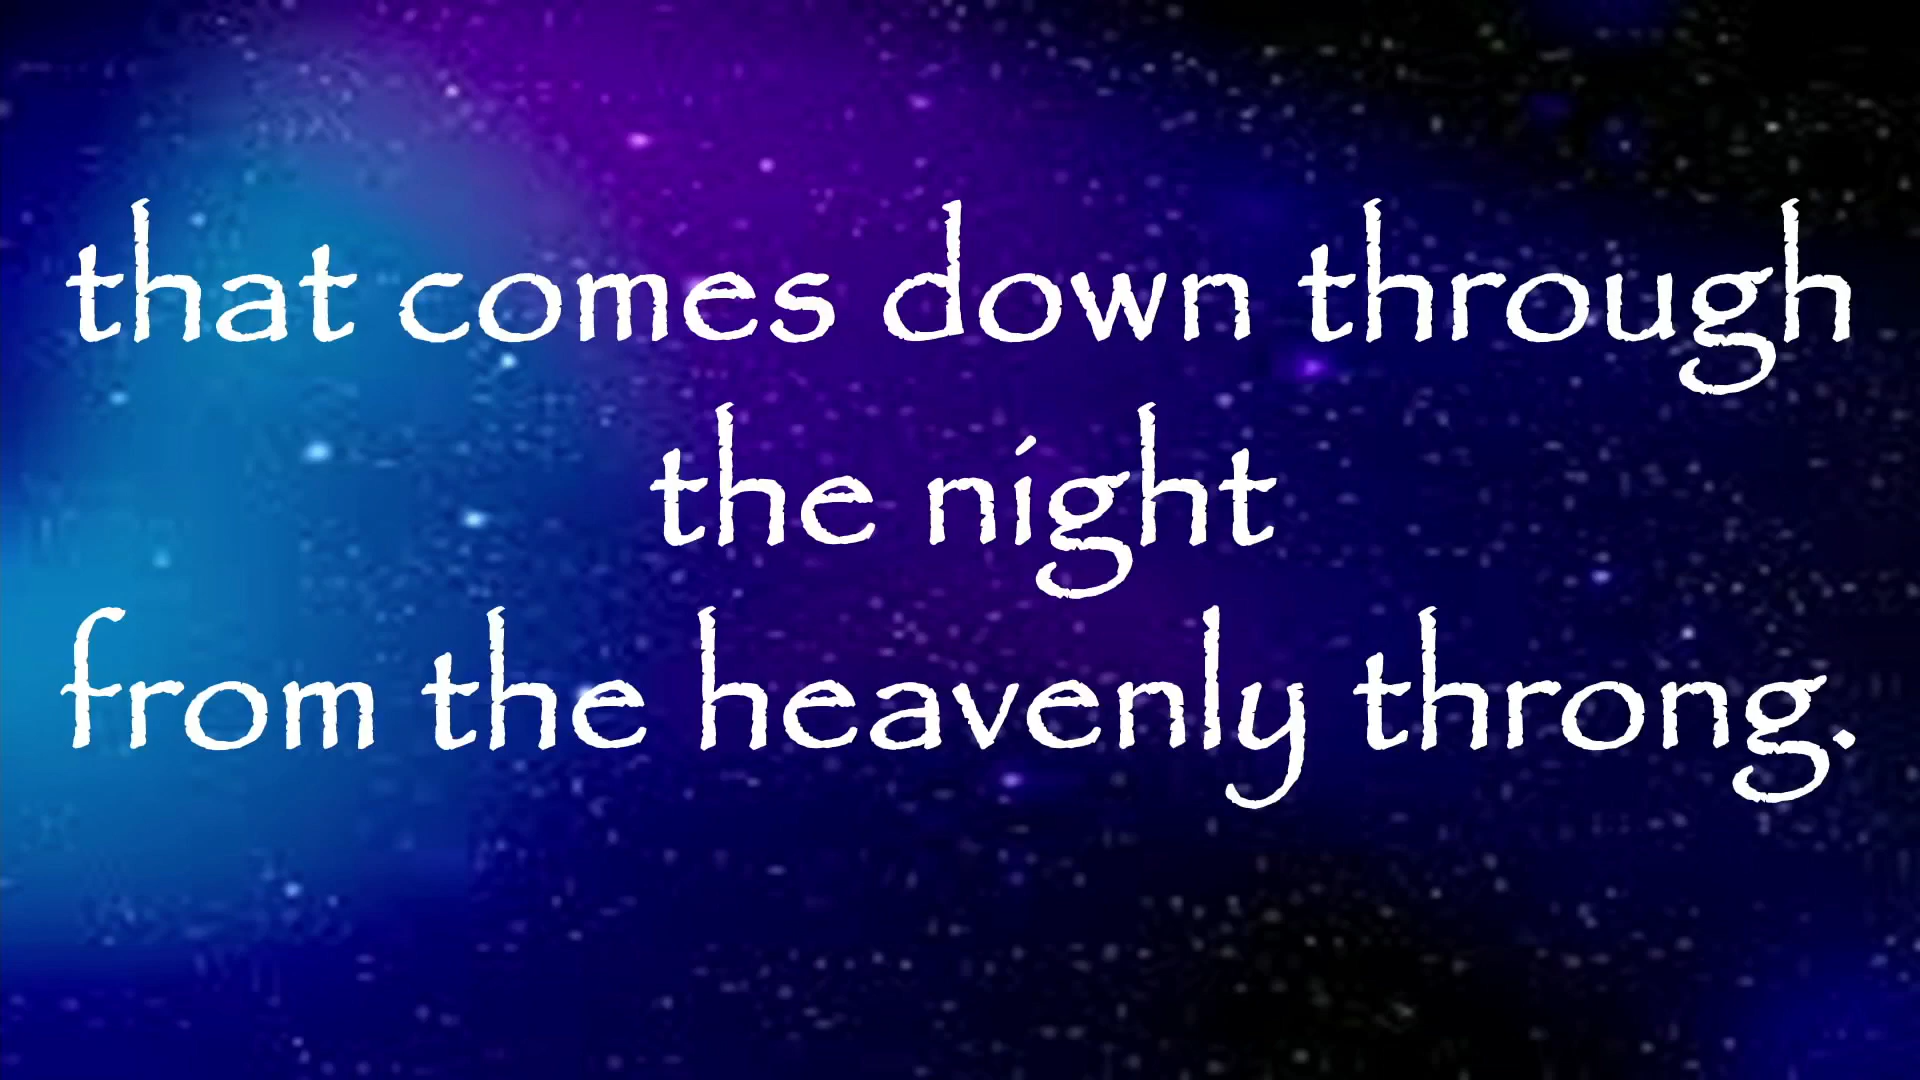 that comes down through
the night
from the heavenly throng.